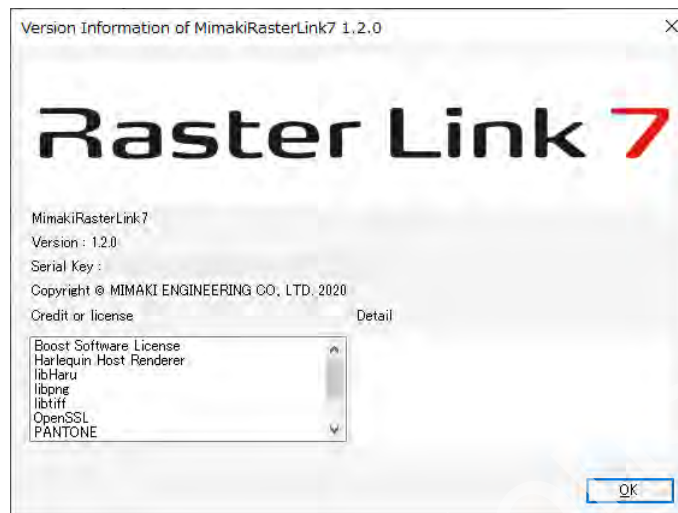 Version Information of MimakiRasterLink7 1.2.0
Raster Link 7
MimakiRasterLink7
Version : 1.2.0
Serial Key :
Copyright © MIMAKI ENGINEERING CO., LTD. 2020
Credit or license
Detail
Boost Software License
Harlequin Host Renderer
libHaru
libpng
libtiff
OpenSSL
PANTONE
OK